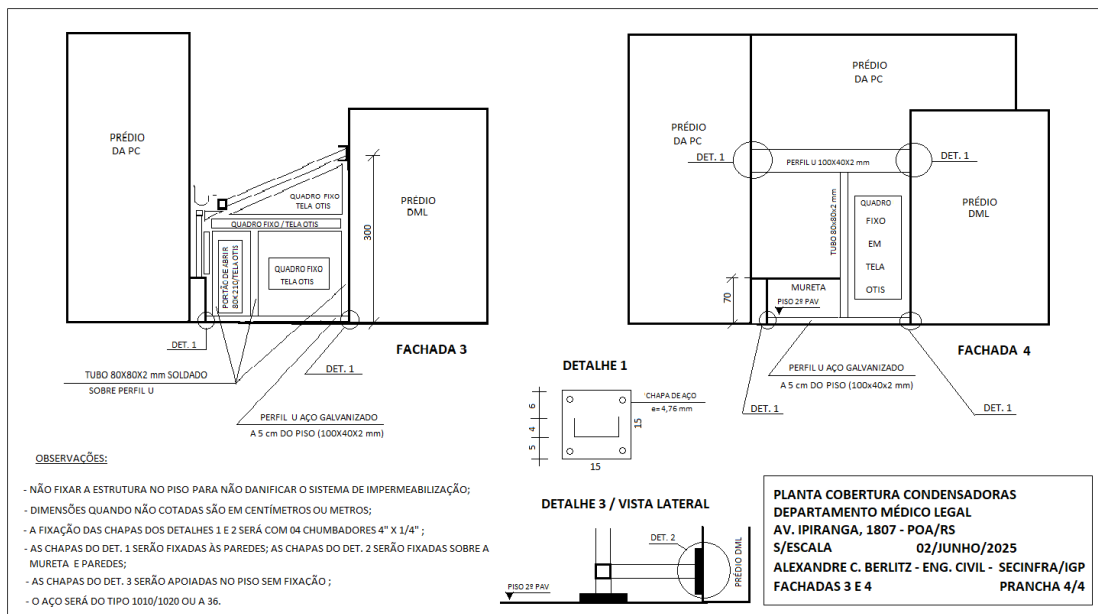 PRÉDIO
DA PC
QUADRO FIXO
TELA OTIS
QUADRO FIXO / TELA OTIS
PORTÃO DE ABRIR
80X210/TELA OTIS
QUADRO FIXO
TELA OTIS
300
PRÉDIO
DML
DET. 1
FACHADA 3
DET. 1
TUBO 80X80X2 mm SOLDADO
SOBRE PERFIL U
PERFIL U AÇO GALVANIZADO
A 5 cm DO PISO (100X40X2 mm)
PRÉDIO
DA PC
PRÉDIO
DA PC
DET. 1
PERFIL U 100X40X2 mm
DET. 1
TUBO 80x80x2 mm
QUADRO
FIXO
EM
TELA
OTIS
PRÉDIO
DML
70
MURETA
PISO 2º PAV
FACHADA 4
PERFIL U AÇO GALVANIZADO
A 5 cm DO PISO (100x40x2 mm)
DET. 1
DET. 1
DETALHE 1
6
4
5
15
15
CHAPA DE AÇO
e= 4,76 mm
OBSERVAÇÕES:
- NÃO FIXAR A ESTRUTURA NO PISO PARA NÃO DANIFICAR O SISTEMA DE IMPERMEABILIZAÇÃO;
- DIMENSÕES QUANDO NÃO COTADAS SÃO EM CENTÍMETROS OU METROS;
- A FIXAÇÃO DAS CHAPAS DOS DETALHES 1 E 2 SERÁ COM 04 CHUMBADORES 4" X 1/4" ;
- AS CHAPAS DO DET. 1 SERÃO FIXADAS ÀS PAREDES; AS CHAPAS DO DET. 2 SERÃO FIXADAS SOBRE A
MURETA E PAREDES;
- AS CHAPAS DO DET. 3 SERÃO APOIADAS NO PISO SEM FIXAÇÃO ;
- O AÇO SERÁ DO TIPO 1010/1020 OU A 36.
DETALHE 3 / VISTA LATERAL
DET. 2
PRÉDIO DML
PISO 2º PAV
PLANTA COBERTURA CONDENSADORAS
DEPARTAMENTO MÉDICO LEGAL
AV. IPIRANGA, 1807 - POA/RS
S/ESCALA 02/JUNHO/2025
ALEXANDRE C. BERLITZ - ENG. CIVIL - SECINFRA/IGP
FACHADAS 3 E 4 PRANCHA 4/4